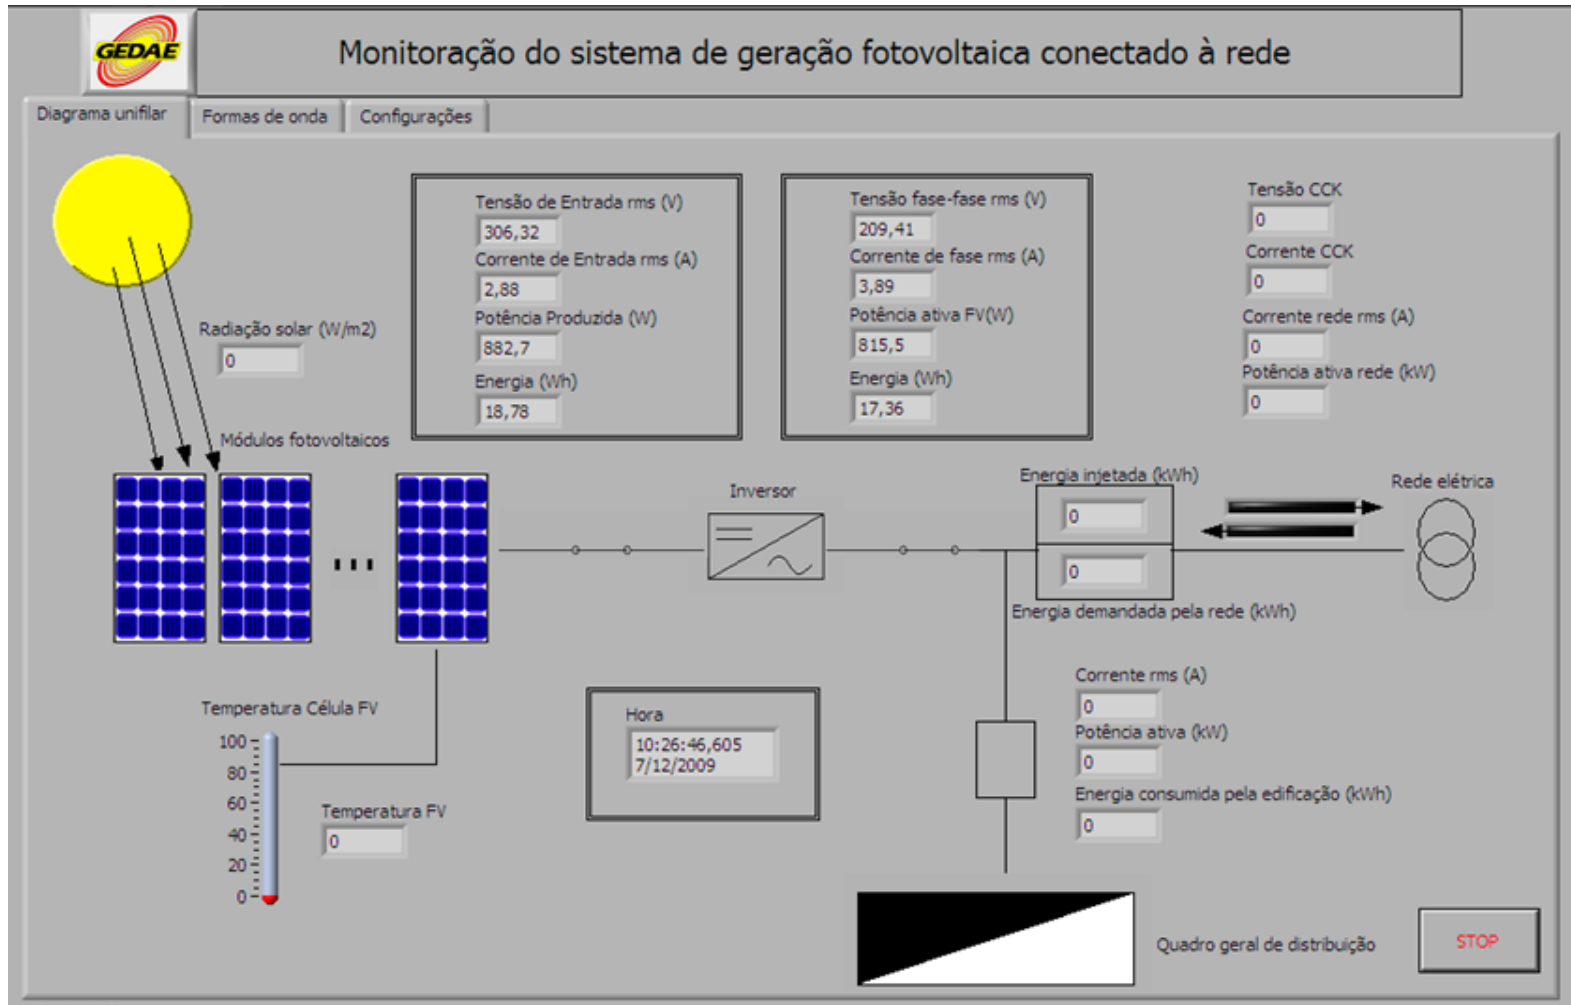 GEDAE
Monitoração do sistema de geração fotovoltaica conectado à rede
Diagrama unifilar
Formas de onda
Configurações
Radiação solar (W/m2)
0
Tensão de Entrada rms (V)
306,32
Corrente de Entrada rms (A)
2,88
Potência Produzida (W)
882,7
Energia (Wh)
18,78
Tensão fase-fase rms (V)
209,41
Corrente de fase rms (A)
3,89
Potência ativa FV(W)
815,5
Energia (Wh)
17,36
Tensão CCK
0
Corrente CCK
0
Corrente rede rms (A)
0
Potência ativa rede (kW)
0
Módulos fotovoltaicos
Inversor
Energia injetada (kWh)
0
0
Energia demandada pela rede (kWh)
Rede elétrica
Temperatura Célula FV
100
80
60
40
20
0
Temperatura FV
0
Hora
10:26:46,605
7/12/2009
Corrente rms (A)
0
Potência ativa (kW)
0
Energia consumida pela edificação (kWh)
0
Quadro geral de distribuição
STOP